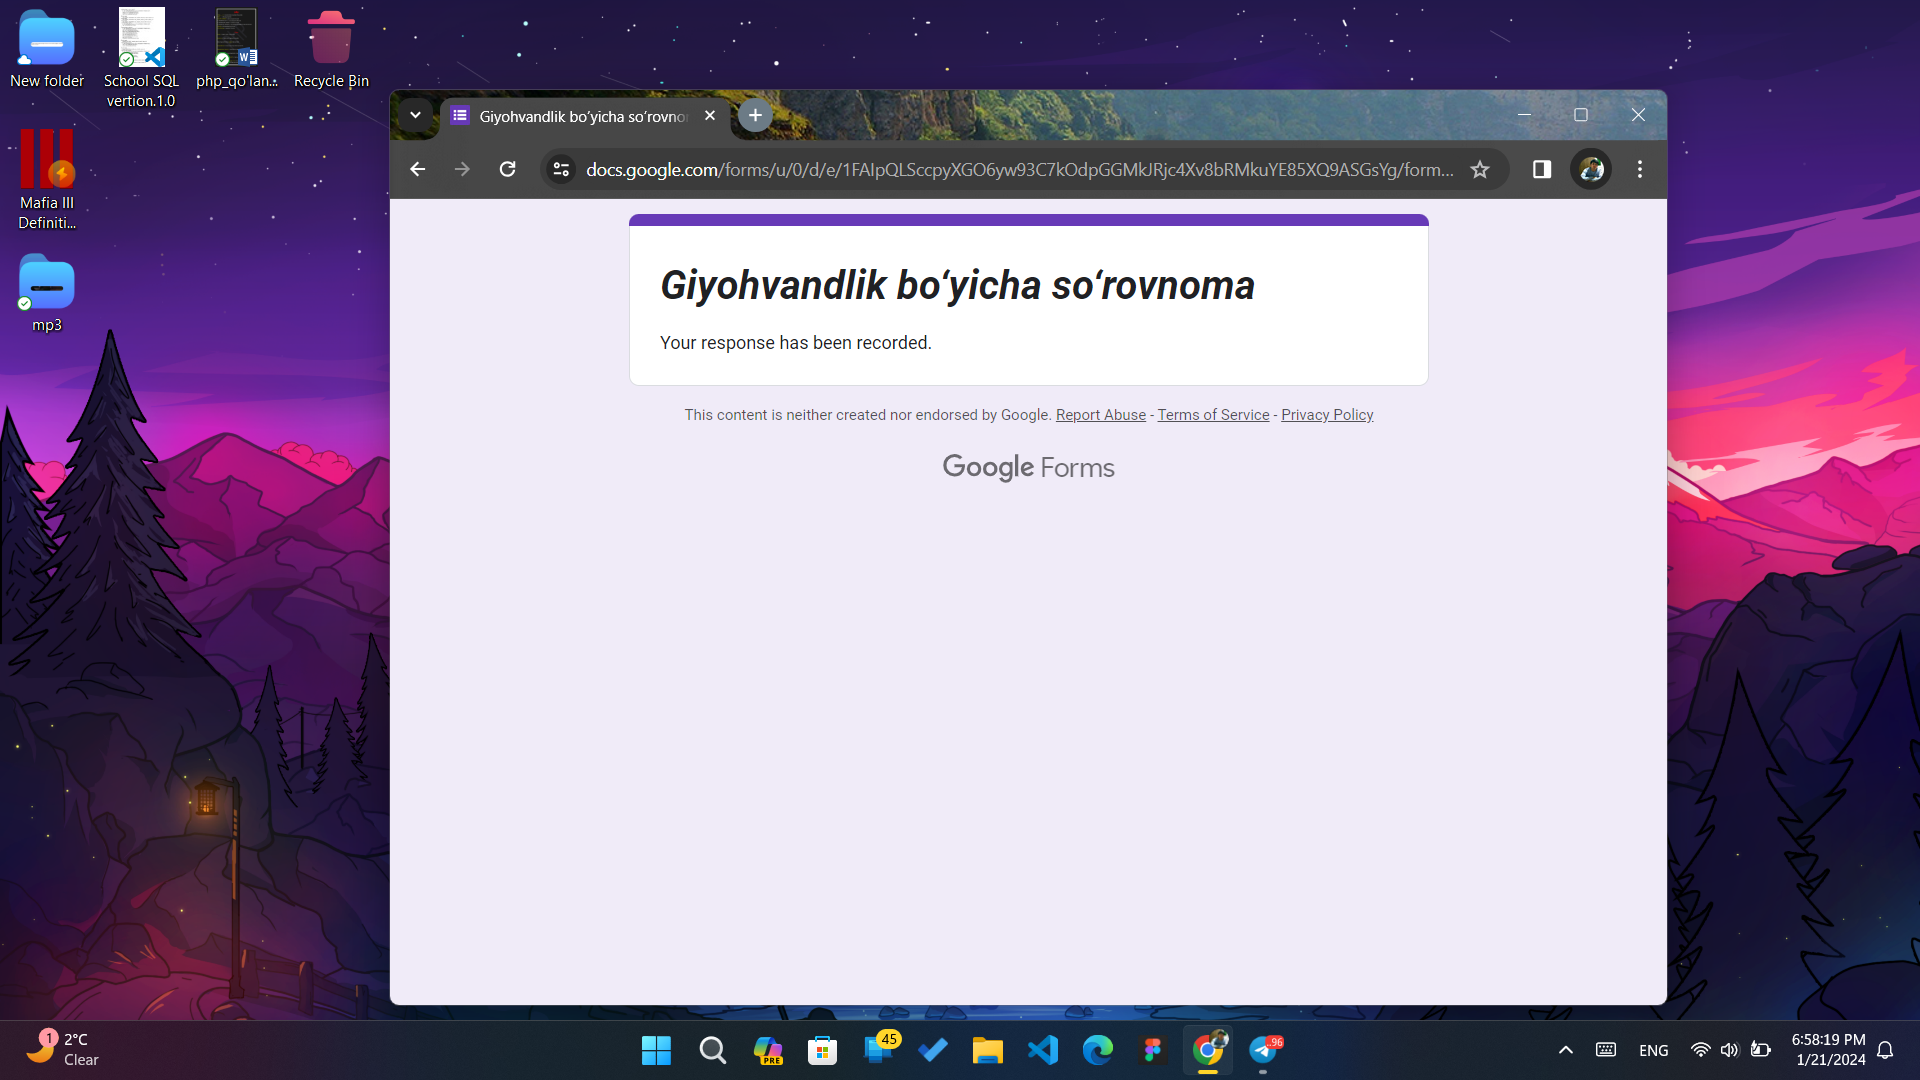 New folder
School SQL
vertion.1.0
php_qo'lan...
Recycle Bin
Mafia III
Definiti...
mp3
Giyohvandlik bo‘yicha so‘rovno
docs.google.com/forms/u/0/d/e/1FAIpQLSccpyXGO6yw93C7kOdpGGMkJRjc4Xv8bRMkuYE85XQ9ASGsYg/form...
Giyohvandlik bo‘yicha so‘rovnoma
Your response has been recorded.
This content is neither created nor endorsed by Google. Report Abuse - Terms of Service - Privacy Policy
Google Forms
1
2°C
Clear
PRE
45
..96
ENG
6:58:19 PM
1/21/2024